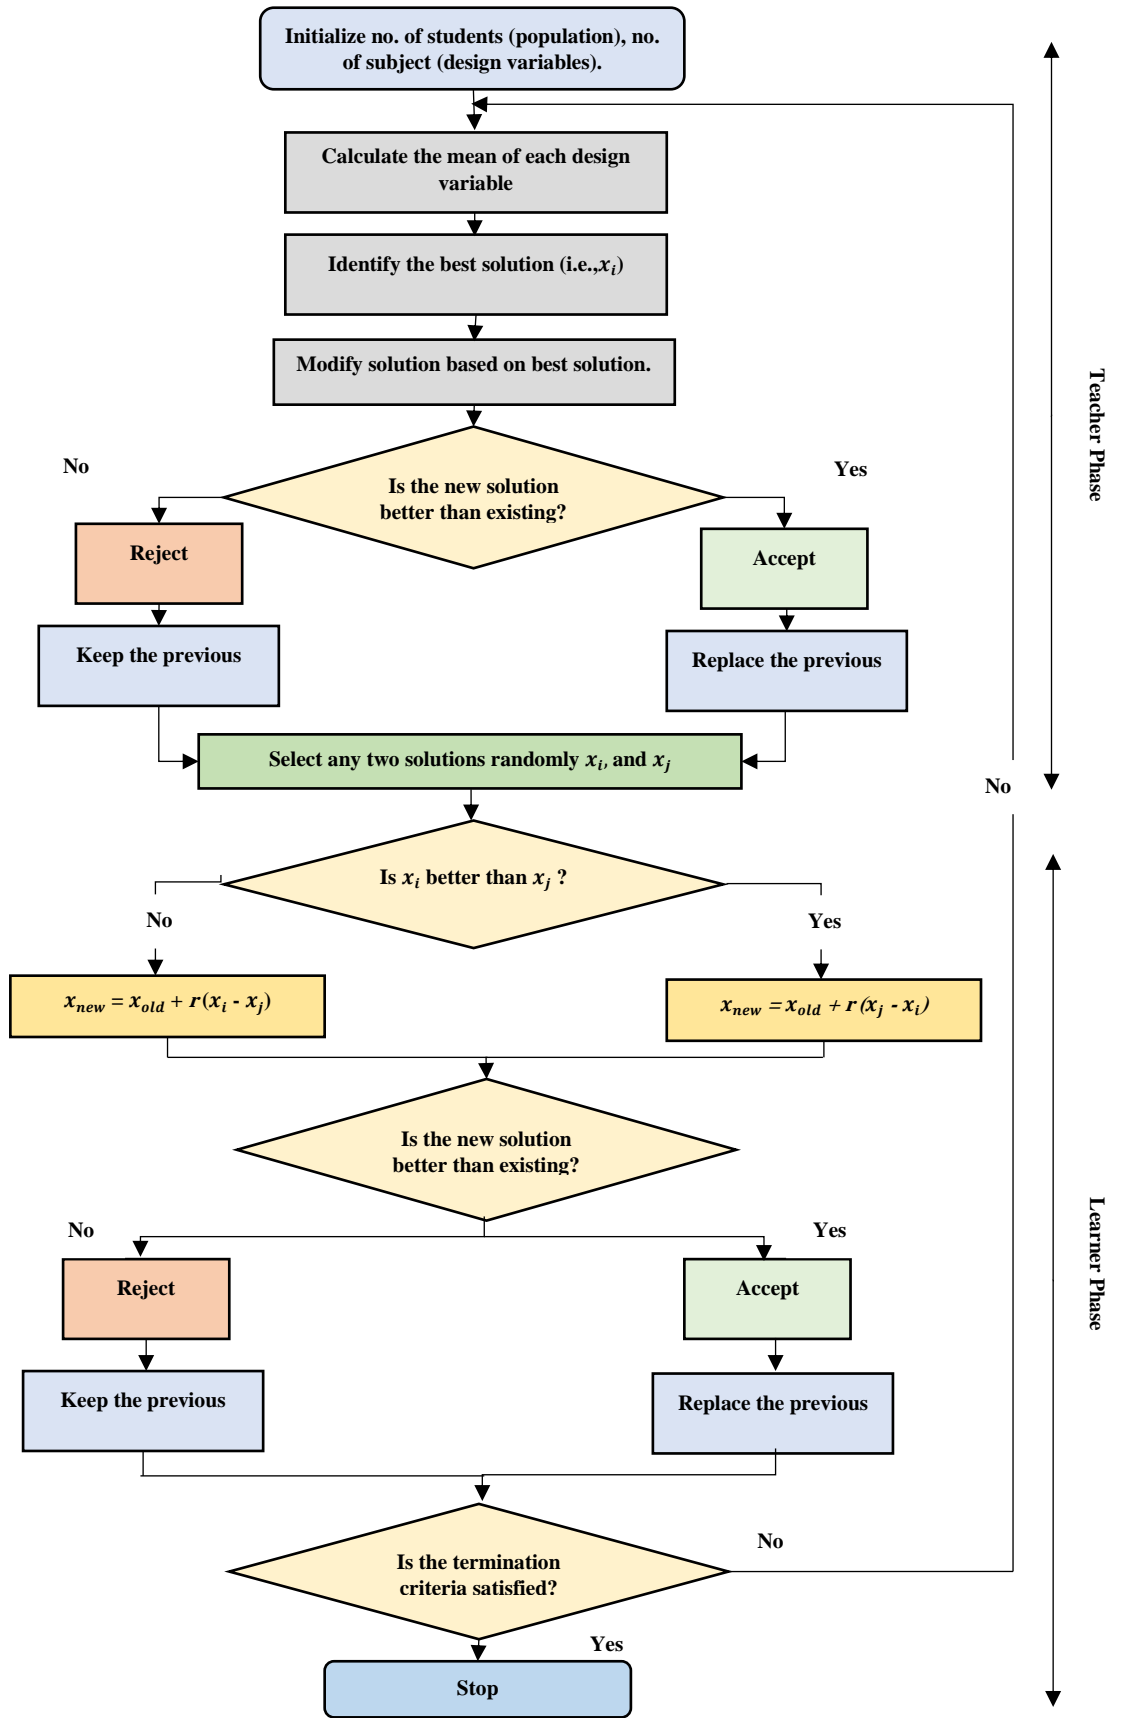 Initialize no. of students (population), no.
of subject (design variables).
Calculate the mean of each design
variable
Identify the best solution (i.e.,xᵢ)
Modify solution based on best solution.
No
Yes
Is the new solution
better than existing?
Reject
Accept
Keep the previous
Replace the previous
Select any two solutions randomly xᵢ, and xⱼ
No
Is xᵢ better than xⱼ ?
No
Yes
x_new = x_old + r(xᵢ - xⱼ)
x_new = x_old + r(xⱼ - xᵢ)
Is the new solution
better than existing?
No
Yes
Reject
Accept
Keep the previous
Replace the previous
Is the termination
criteria satisfied?
No
Yes
Stop
Teacher Phase
Learner Phase